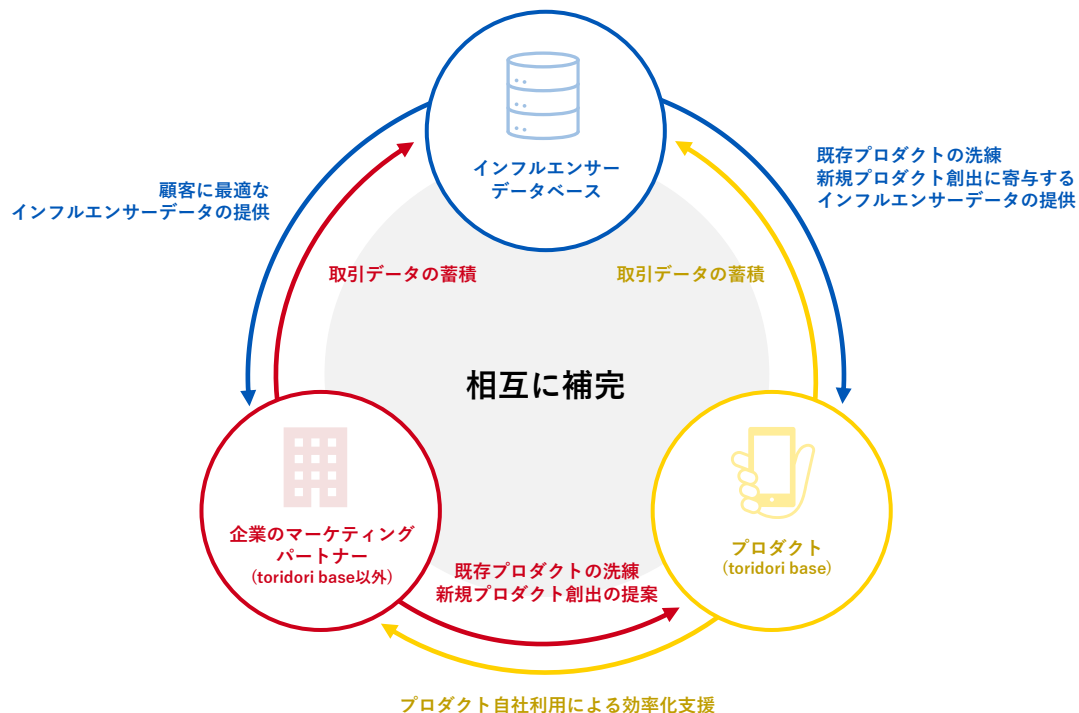 インフルエンサー
データベース
顧客に最適な
インフルエンサーデータの提供
既存プロダクトの洗練
新規プロダクト創出に寄与する
インフルエンサーデータの提供
取引データの蓄積
取引データの蓄積
相互に補完
企業のマーケティング
パートナー
(toridori base以外)
プロダクト
(toridori base)
既存プロダクトの洗練
新規プロダクト創出の提案
プロダクト自社利用による効率化支援